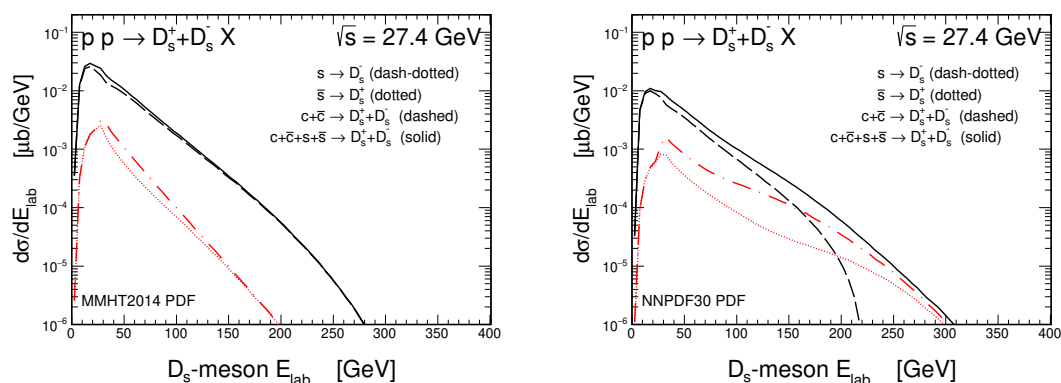 p p → D_s^+ + D_s^- X √s = 27.4 GeV
s → D_s^- (dash-dotted)
s̄ → D_s^+ (dotted)
c+c̄ → D_s^+ + D_s^- (dashed)
c+c̄+s+s̄ → D_s^+ + D_s^- (solid)
dσ/dE_lab [μb/GeV]
10^-1
10^-2
10^-3
10^-4
10^-5
10^-6
MMHT2014 PDF
0 50 100 150 200 250 300 350 400
D_s-meson E_lab [GeV]
p p → D_s^+ + D_s^- X √s = 27.4 GeV
s → D_s^- (dash-dotted)
s̄ → D_s^+ (dotted)
c+c̄ → D_s^+ + D_s^- (dashed)
c+c̄+s+s̄ → D_s^+ + D_s^- (solid)
dσ/dE_lab [μb/GeV]
10^-1
10^-2
10^-3
10^-4
10^-5
10^-6
NNPDF30 PDF
0 50 100 150 200 250 300 350 400
D_s-meson E_lab [GeV]